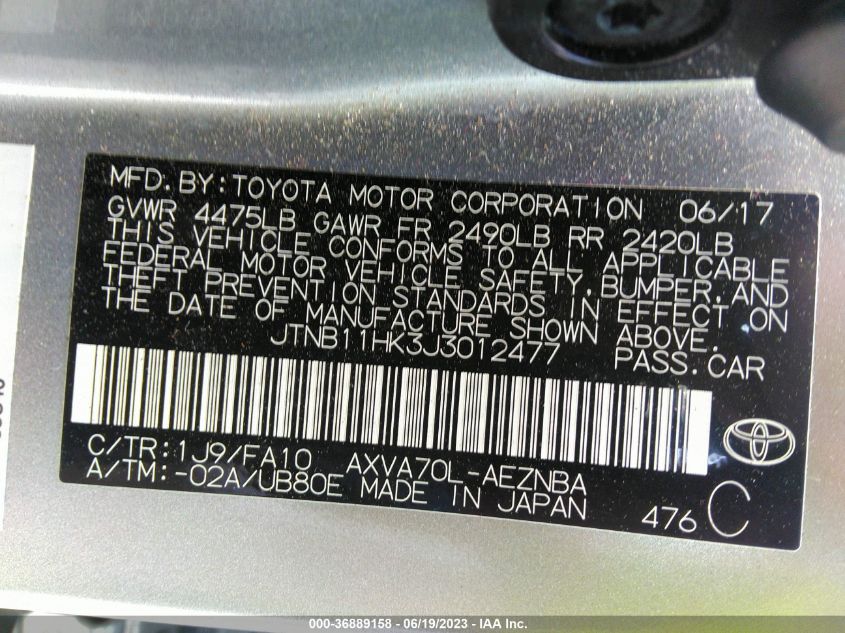 MFD. BY: TOYOTA MOTOR CORPORATION 06/17
GVWR 4475LB GAWR FR 2490LB RR 2420LB
THIS VEHICLE CONFORMS TO ALL APPLICABLE
FEDERAL MOTOR VEHICLE SAFETY, BUMPER, AND
THEFT PREVENTION STANDARDS IN EFFECT ON
THE DATE OF MANUFACTURE SHOWN ABOVE.
JTNB11HK3J3012477 PASS. CAR
C/TR: 1J9/FA10 AXVA70L-AEZNBA
A/TM: -02A/UB80E MADE IN JAPAN 476 C
000-36889158 - 06/19/2023 - IAA Inc.